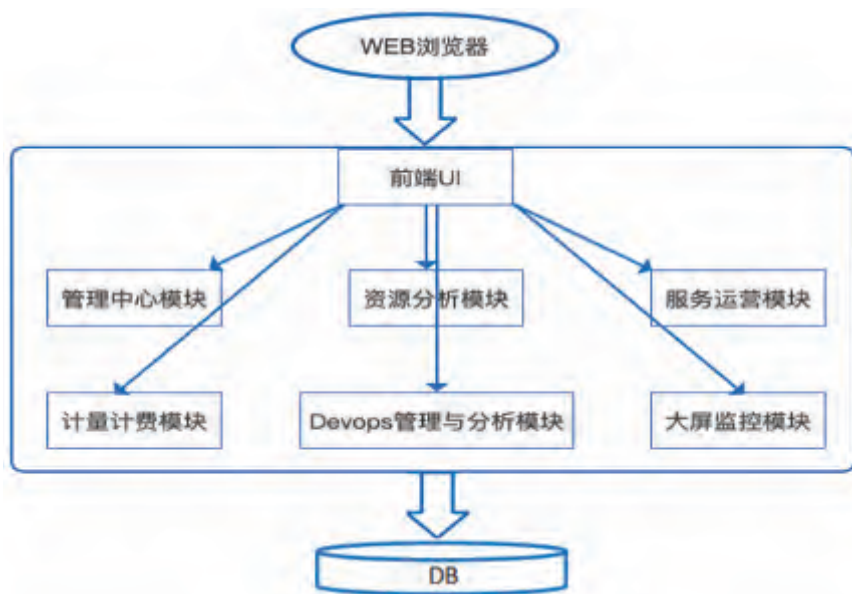 WEB浏览器
前端UI
管理中心模块
资源分析模块
服务运营模块
计量计费模块
Devops管理与分析模块
大屏监控模块
DB